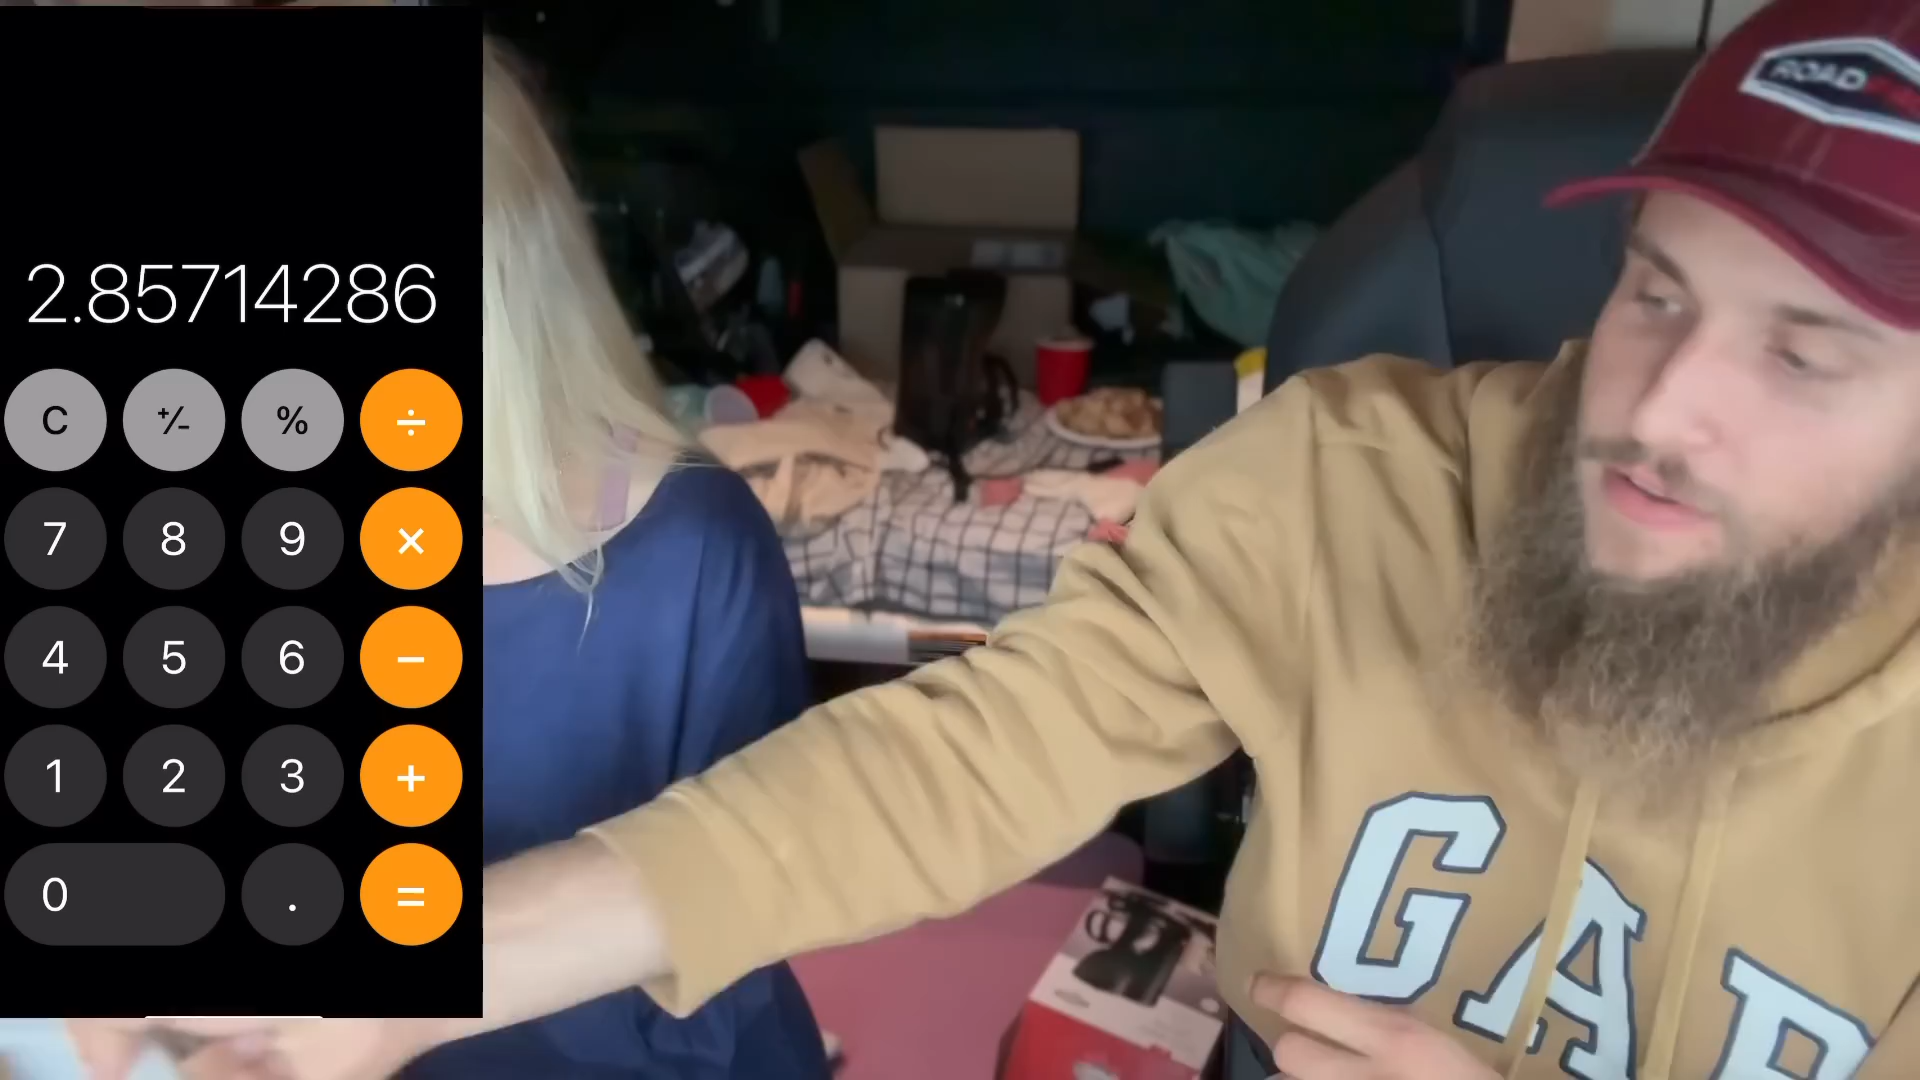 2.85714286
C +/- % ÷
7 8 9 ×
4 5 6 −
1 2 3 +
0 . =
ROAD
GAP